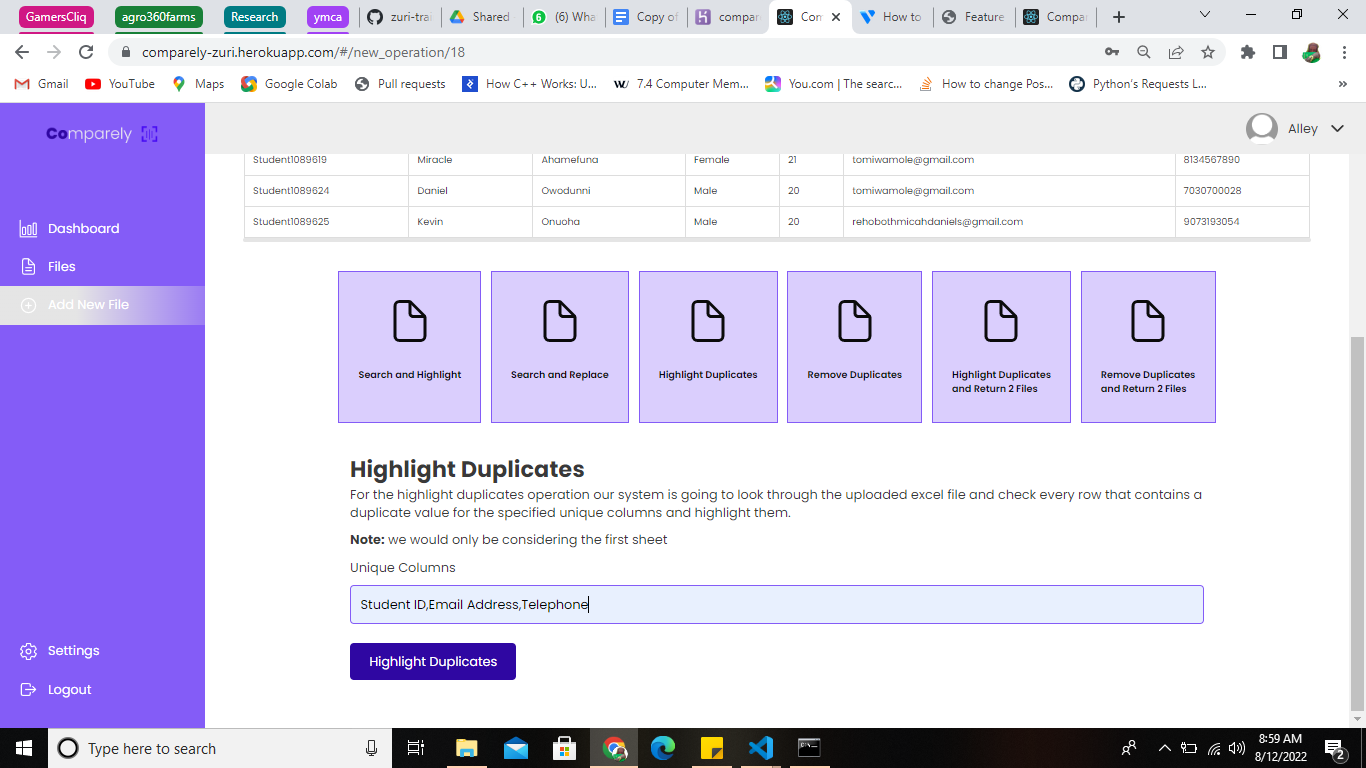 GamersCliq agro360farms Research ymca zuri-trai Shared (6) Wha Copy of compar Com How to Feature Compar
comparely-zuri.herokuapp.com/#/new_operation/18
Gmail YouTube Maps Google Colab Pull requests How C++ Works: U... 7.4 Computer Mem... You.com | The searc... How to change Pos... Python's Requests L... »
Comparely
Alley
Student1089619 Miracle Ahamefuna Female 21 tomiwamole@gmail.com 8134567890
Student1089624 Daniel Owodunni Male 20 tomiwamole@gmail.com 7030700028
Student1089625 Kevin Onuoha Male 20 rehobothmicahdaniels@gmail.com 9073193054
Dashboard
Files
Add New File
Search and Highlight
Search and Replace
Highlight Duplicates
Remove Duplicates
Highlight Duplicates
and Return 2 Files
Remove Duplicates
and Return 2 Files
Highlight Duplicates
For the highlight duplicates operation our system is going to look through the uploaded excel file and check every row that contains a
duplicate value for the specified unique columns and highlight them.
Note: we would only be considering the first sheet
Unique Columns
Student ID,Email Address,Telephone
Highlight Duplicates
Settings
Logout
Type here to search
8:59 AM
8/12/2022
2